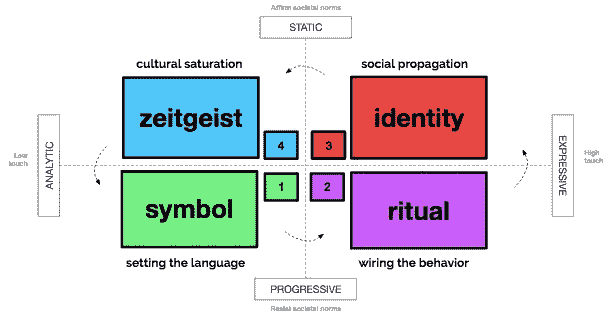 Affirm societal norms
STATIC
cultural saturation
social propagation
zeitgeist
identity
4
3
Low
touch
ANALYTIC
EXPRESSIVE
High
touch
1
2
symbol
ritual
setting the language
wiring the behavior
PROGRESSIVE
Resist societal norms